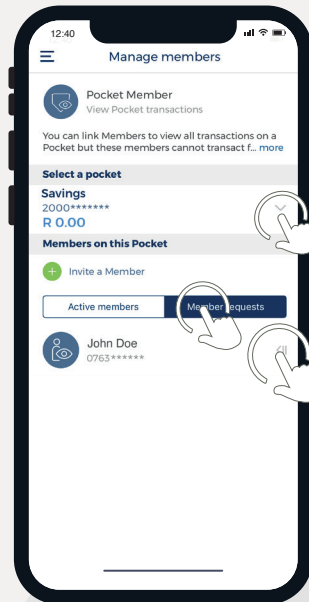 12:40
Manage members
Pocket Member
View Pocket transactions
You can link Members to view all transactions on a
Pocket but these members cannot transact f... more
Select a pocket
Savings
2000*******
R 0.00
Members on this Pocket
Invite a Member
Active members
Member requests
John Doe
0763******